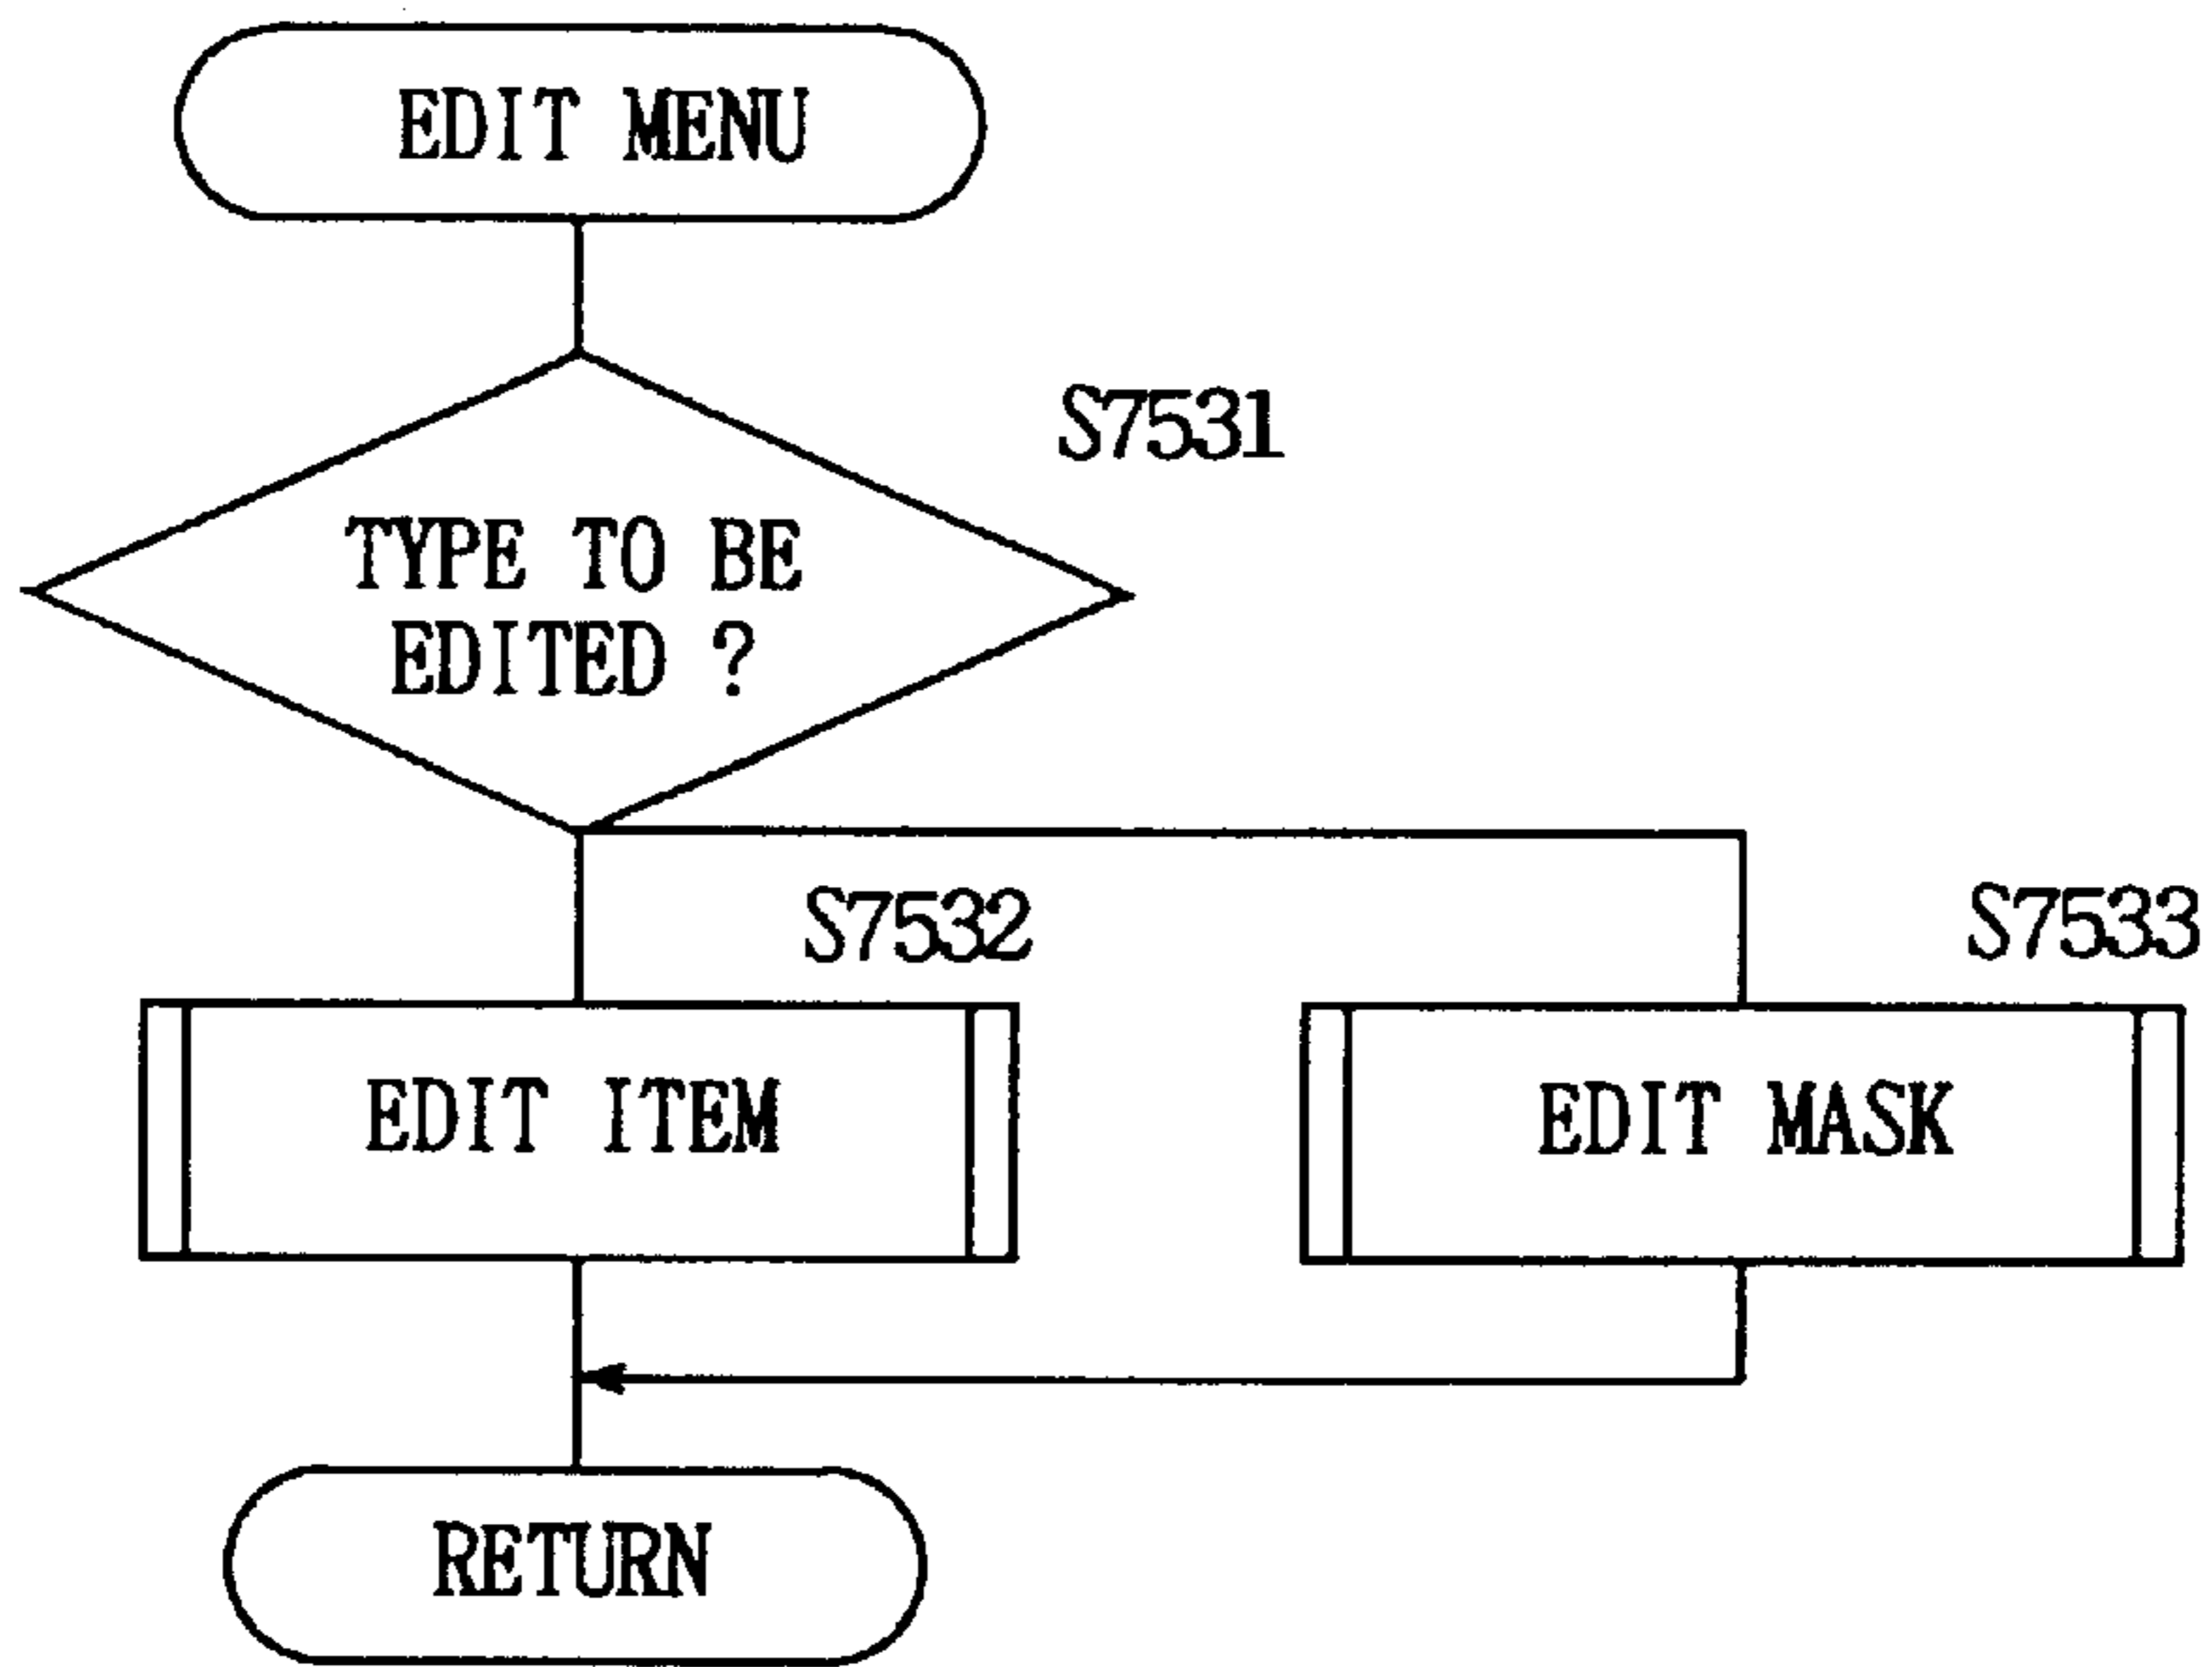 EDIT MENU
S7531
TYPE TO BE
EDITED ?
S7532
S7533
EDIT ITEM
EDIT MASK
RETURN